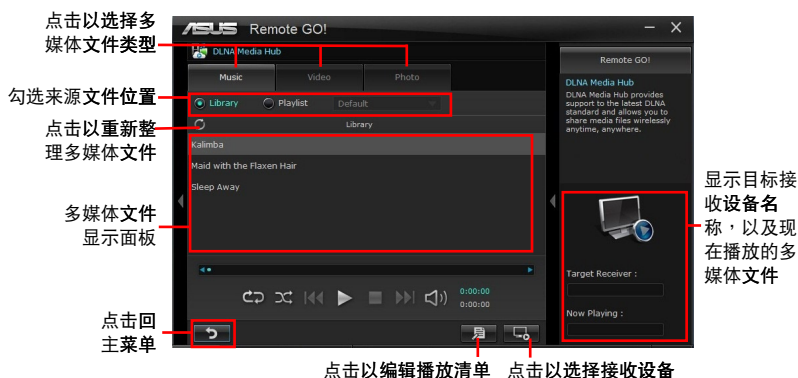 点击以选择多
媒体文件类型
勾选来源文件位置
点击以重新整
理多媒体文件
多媒体文件
显示面板
点击回
主菜单
ASUS Remote GO!
DLNA Media Hub
Music Video Photo
Library Playlist Default
Library
Kalimba
Maid with the Flaxen Hair
Sleep Away
0:00:00
0:00:00
Remote GO!
DLNA Media Hub
DLNA Media Hub provides
support to the latest DLNA
standard and allows you to
share media files wirelessly
anytime, anywhere.
Target Receiver :
Now Playing :
显示目标接
收设备名
称，以及现
在播放的多
媒体文件
点击以编辑播放清单 点击以选择接收设备